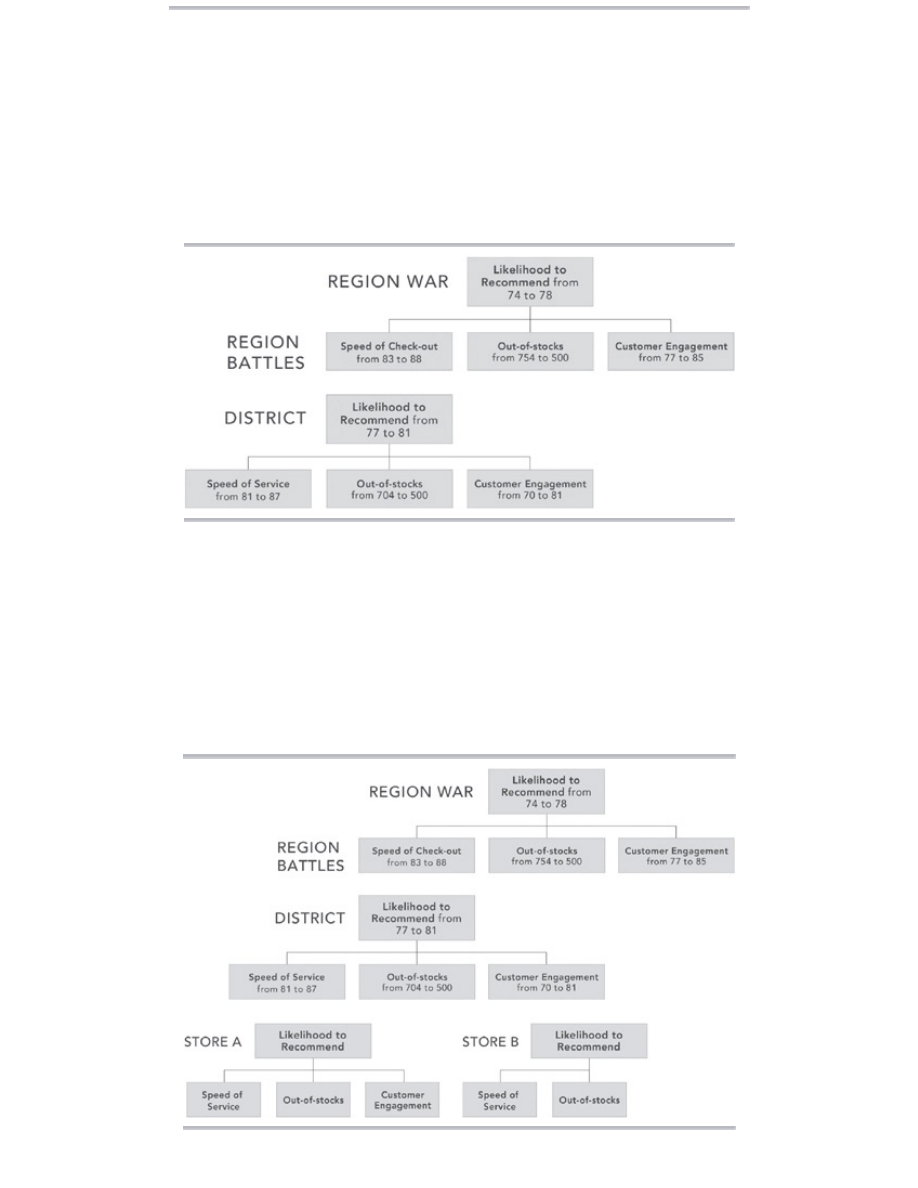 REGION WAR
Likelihood to
Recommend from
74 to 78
REGION
BATTLES
Speed of Check-out
from 83 to 88
Out-of-stocks
from 754 to 500
Customer Engagement
from 77 to 85
DISTRICT
Likelihood to
Recommend from
77 to 81
Speed of Service
from 81 to 87
Out-of-stocks
from 704 to 500
Customer Engagement
from 70 to 81
REGION WAR
Likelihood to
Recommend from
74 to 78
REGION
BATTLES
Speed of Check-out
from 83 to 88
Out-of-stocks
from 754 to 500
Customer Engagement
from 77 to 85
DISTRICT
Likelihood to
Recommend from
77 to 81
Speed of Service
from 81 to 87
Out-of-stocks
from 704 to 500
Customer Engagement
from 70 to 81
STORE A
Likelihood to
Recommend
Speed of
Service
Out-of-stocks
Customer
Engagement
STORE B
Likelihood to
Recommend
Speed of
Service
Out-of-stocks